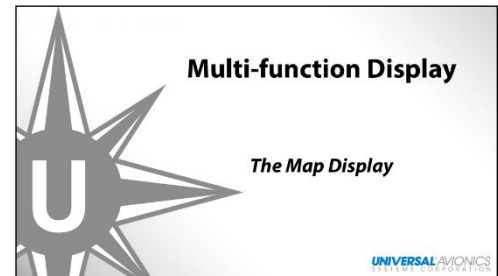 Multi-function Display
The Map Display
U
UNIVERSAL AVIONICS
SYSTEMS CORPORATION